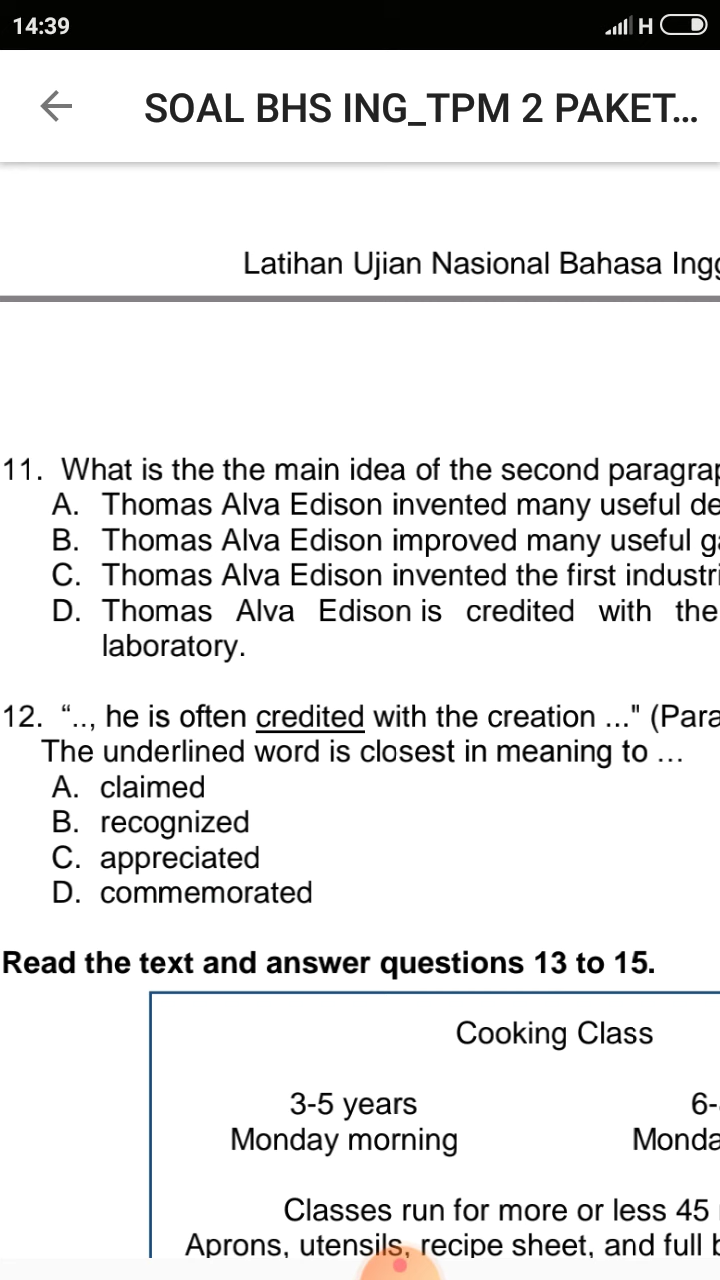 14:39
H
SOAL BHS ING_TPM 2 PAKET...
Latihan Ujian Nasional Bahasa Ingg
11. What is the the main idea of the second paragrap
A. Thomas Alva Edison invented many useful de
B. Thomas Alva Edison improved many useful ga
C. Thomas Alva Edison invented the first industri
D. Thomas Alva Edison is credited with the
laboratory.
12. “.., he is often credited with the creation ..." (Para
The underlined word is closest in meaning to ...
A. claimed
B. recognized
C. appreciated
D. commemorated
Read the text and answer questions 13 to 15.
Cooking Class
3-5 years 6-
Monday morning Monda
Classes run for more or less 45
Aprons, utensils, recipe sheet, and full b